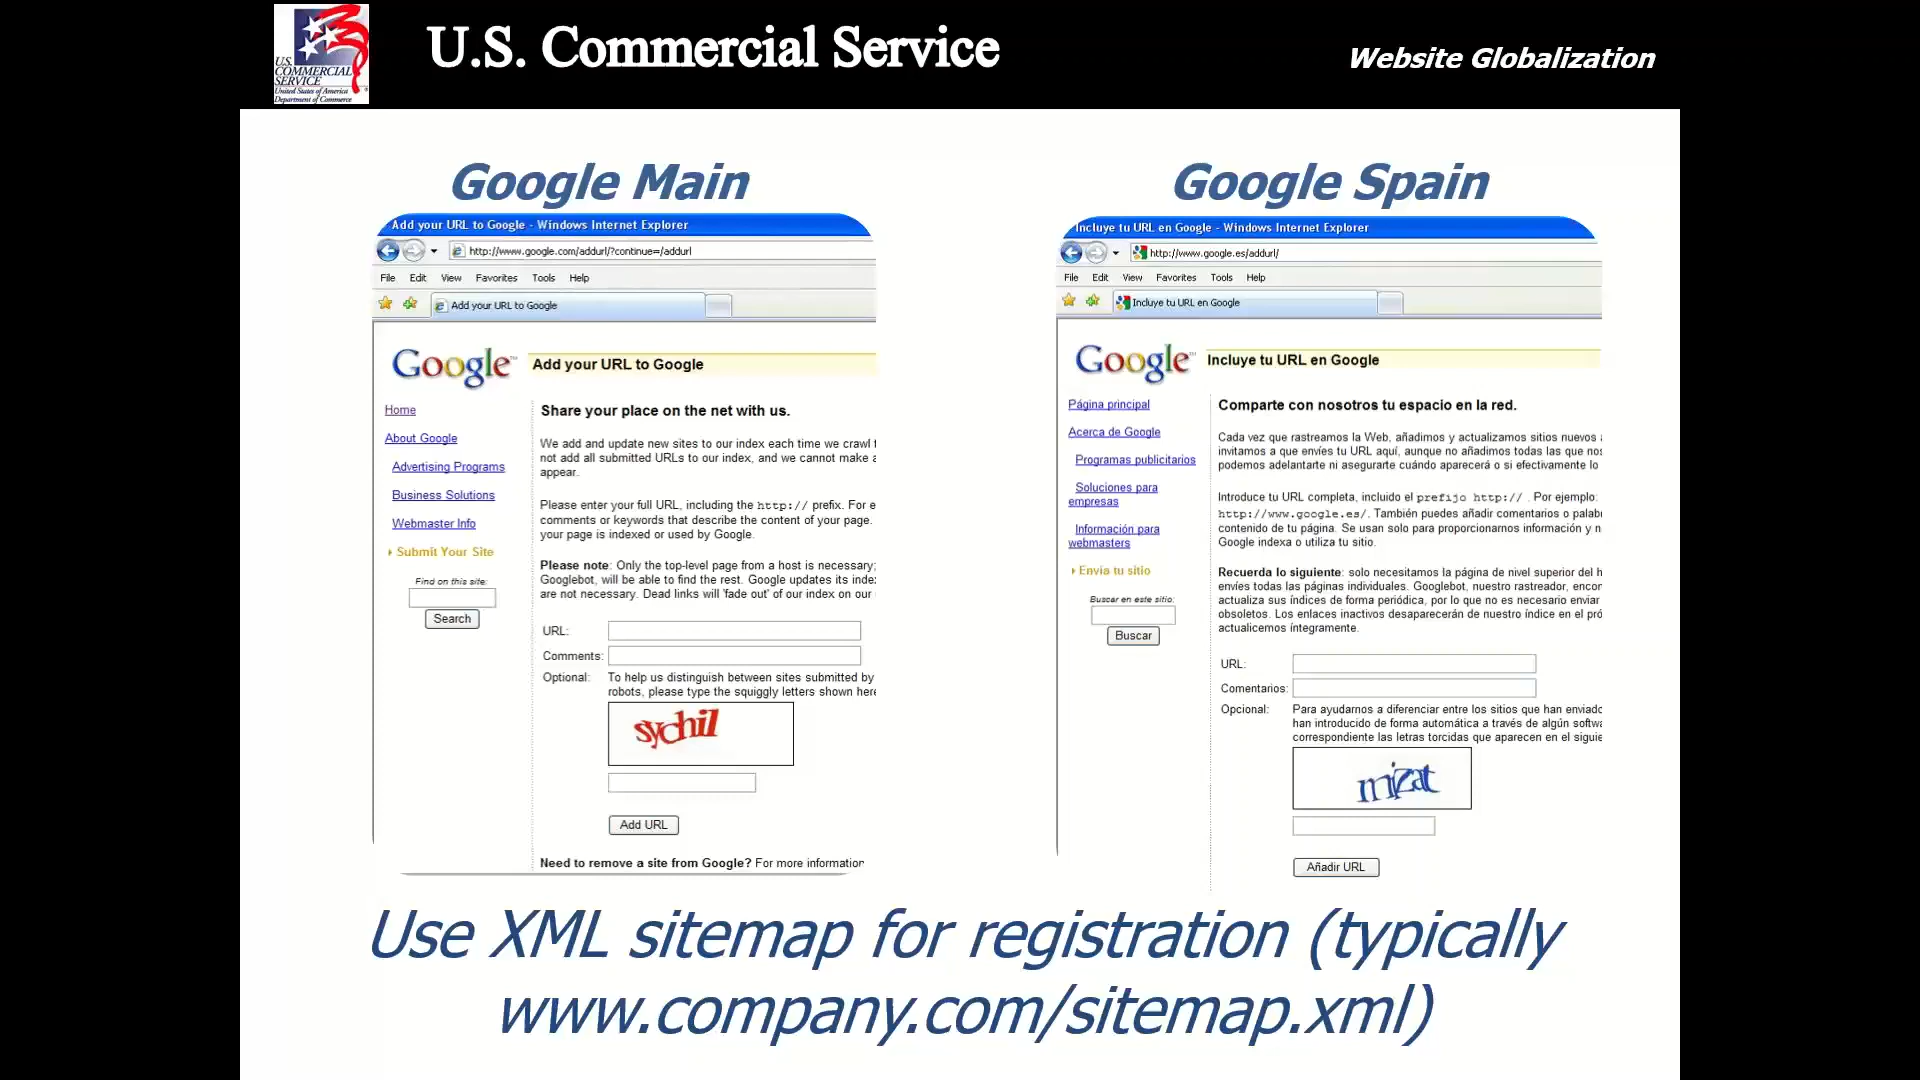 U.S.
COMMERCIAL
SERVICE
United States of America
Department of Commerce
U.S. Commercial Service
Website Globalization
Google Main
Add your URL to Google - Windows Internet Explorer
http://www.google.com/addurl/?continue=/addurl
File Edit View Favorites Tools Help
Add your URL to Google
Google™
Add your URL to Google
Home
About Google
Advertising Programs
Business Solutions
Webmaster Info
Submit Your Site
Find on this site:
Search
Share your place on the net with us.
We add and update new sites to our index each time we crawl t
not add all submitted URLs to our index, and we cannot make a
appear.
Please enter your full URL, including the http:// prefix. For e
comments or keywords that describe the content of your page.
your page is indexed or used by Google.
Please note: Only the top-level page from a host is necessary;
Googlebot, will be able to find the rest. Google updates its inde
are not necessary. Dead links will 'fade out' of our index on our
URL:
Comments:
Optional: To help us distinguish between sites submitted by
robots, please type the squiggly letters shown here
sychil
Add URL
Need to remove a site from Google? For more information
Google Spain
Incluye tu URL en Google - Windows Internet Explorer
http://www.google.es/addurl/
File Edit View Favorites Tools Help
Incluye tu URL en Google
Google™
Incluye tu URL en Google
Página principal
Acerca de Google
Programas publicitarios
Soluciones para
empresas
Información para
webmasters
Envía tu sitio
Buscar en este sitio:
Buscar
Comparte con nosotros tu espacio en la red.
Cada vez que rastreamos la Web, añadimos y actualizamos sitios nuevos
invitamos a que envíes tu URL aquí, aunque no añadimos todas las que nos
podemos adelantarte ni asegurarte cuándo aparecerá o si efectivamente lo
Introduce tu URL completa, incluido el prefijo http:// . Por ejemplo:
http://www.google.es/. También puedes añadir comentarios o palab
contenido de tu página. Se usan solo para proporcionarnos información y n
Google indexa o utiliza tu sitio.
Recuerda lo siguiente: solo necesitamos la página de nivel superior del h
envíes todas las páginas individuales. Googlebot, nuestro rastreador, encor
actualiza sus índices de forma periódica, por lo que no es necesario enviar
obsoletos. Los enlaces inactivos desaparecerán de nuestro índice en el pró
actualicemos íntegramente.
URL:
Comentarios:
Opcional: Para ayudarnos a diferenciar entre los sitios que han enviado
han introducido de forma automática a través de algún softwa
correspondiente las letras torcidas que aparecen en el siguie
mizat
Añadir URL
Use XML sitemap for registration (typically
www.company.com/sitemap.xml)